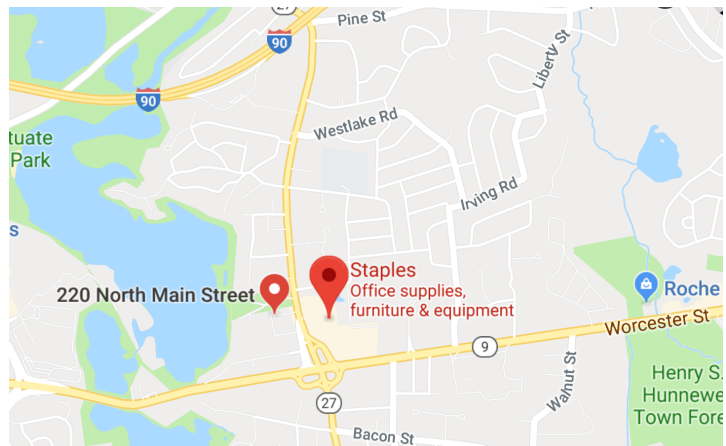 27
Pine St
90
90
Liberty St
Westlake Rd
tuate
Park
Irving Rd
s
Staples
Office supplies,
furniture & equipment
220 North Main Street
Roche
Worcester St
9
Henry S.
Hunnewe
Town Fore
Walnut St
27
Bacon St